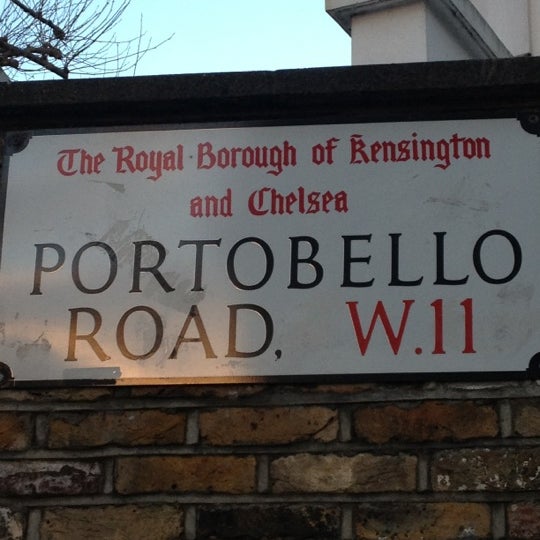 The Royal Borough of Kensington
and Chelsea
PORTOBELLO
ROAD, W.11